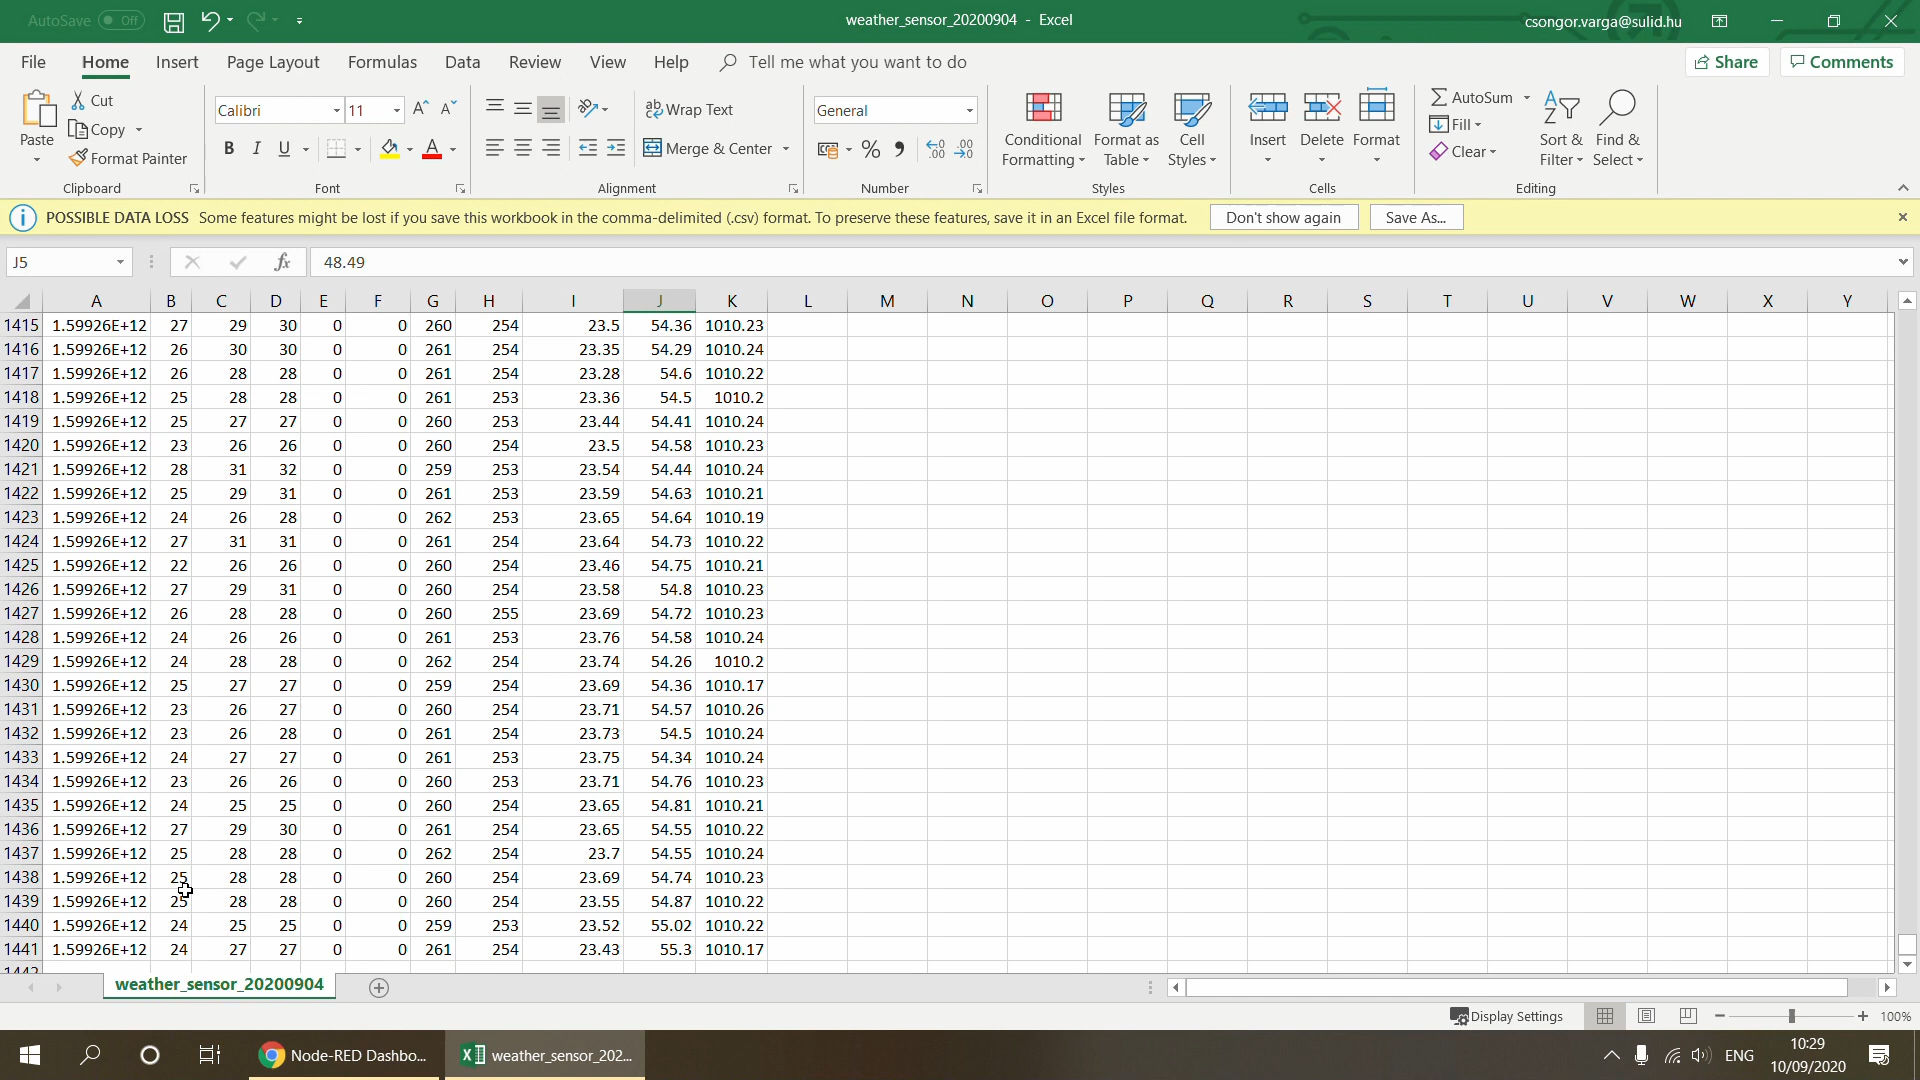 AutoSave Off weather_sensor_20200904 - Excel csongor.varga@sulid.hu
File Home Insert Page Layout Formulas Data Review View Help Tell me what you want to do Share Comments
Paste Cut Copy Format Painter Clipboard
Calibri 11 B I U A Font
Wrap Text Merge & Center Alignment
General % Number
Conditional Formatting Format as Table Cell Styles Styles
Insert Delete Format Cells
AutoSum Fill Clear Sort & Filter Find & Select Editing
POSSIBLE DATA LOSS Some features might be lost if you save this workbook in the comma-delimited (.csv) format. To preserve these features, save it in an Excel file format. Don't show again Save As...
J5 fx 48.49
A B C D E F G H I J K L M N O P Q R S T U V W X Y
1415 1.59926E+12 27 29 30 0 0 260 254 23.5 54.36 1010.23
1416 1.59926E+12 26 30 30 0 0 261 254 23.35 54.29 1010.24
1417 1.59926E+12 26 28 28 0 0 261 254 23.28 54.6 1010.22
1418 1.59926E+12 25 28 28 0 0 261 253 23.36 54.5 1010.2
1419 1.59926E+12 25 27 27 0 0 260 253 23.44 54.41 1010.24
1420 1.59926E+12 23 26 26 0 0 260 254 23.5 54.58 1010.23
1421 1.59926E+12 28 31 32 0 0 259 253 23.54 54.44 1010.24
1422 1.59926E+12 25 29 31 0 0 261 253 23.59 54.63 1010.21
1423 1.59926E+12 24 26 28 0 0 262 253 23.65 54.64 1010.19
1424 1.59926E+12 27 31 31 0 0 261 254 23.64 54.73 1010.22
1425 1.59926E+12 22 26 26 0 0 260 254 23.46 54.75 1010.21
1426 1.59926E+12 27 29 31 0 0 260 254 23.58 54.8 1010.23
1427 1.59926E+12 26 28 28 0 0 260 255 23.69 54.72 1010.23
1428 1.59926E+12 24 26 26 0 0 261 253 23.76 54.58 1010.24
1429 1.59926E+12 24 28 28 0 0 262 254 23.74 54.26 1010.2
1430 1.59926E+12 25 27 27 0 0 259 254 23.69 54.36 1010.17
1431 1.59926E+12 23 26 27 0 0 260 254 23.71 54.57 1010.26
1432 1.59926E+12 23 26 28 0 0 261 254 23.73 54.5 1010.24
1433 1.59926E+12 24 27 27 0 0 261 253 23.75 54.34 1010.24
1434 1.59926E+12 23 26 26 0 0 260 253 23.71 54.76 1010.23
1435 1.59926E+12 24 25 25 0 0 260 254 23.65 54.81 1010.21
1436 1.59926E+12 27 29 30 0 0 261 254 23.65 54.55 1010.22
1437 1.59926E+12 25 28 28 0 0 262 254 23.7 54.55 1010.24
1438 1.59926E+12 25 28 28 0 0 260 254 23.69 54.74 1010.23
1439 1.59926E+12 25 28 28 0 0 260 254 23.55 54.87 1010.22
1440 1.59926E+12 24 25 25 0 0 259 253 23.52 55.02 1010.22
1441 1.59926E+12 24 27 27 0 0 261 254 23.43 55.3 1010.17
1442
weather_sensor_20200904
Display Settings 100%
Node-RED Dashbo... weather_sensor_202... ENG 10:29
10/09/2020